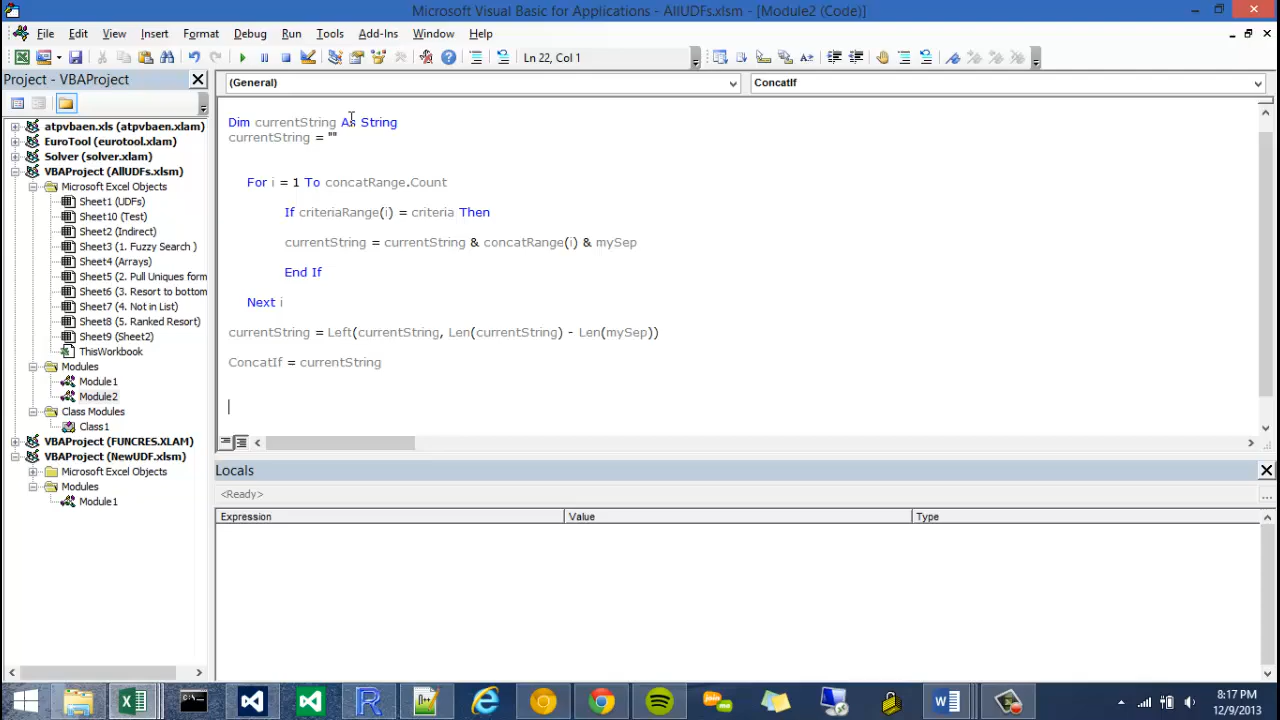 Microsoft Visual Basic for Applications - AllUDFs.xlsm - [Module2 (Code)]
File Edit View Insert Format Debug Run Tools Add-Ins Window Help
Ln 22, Col 1
Project - VBAProject
(General)
ConcatIf
atpvbaen.xls (atpvbaen.xlam)
EuroTool (eurotool.xlam)
Solver (solver.xlam)
VBAProject (AllUDFs.xlsm)
Microsoft Excel Objects
Sheet1 (UDFs)
Sheet10 (Test)
Sheet2 (Indirect)
Sheet3 (1. Fuzzy Search )
Sheet4 (Arrays)
Sheet5 (2. Pull Uniques form
Sheet6 (3. Resort to bottom
Sheet7 (4. Not in List)
Sheet8 (5. Ranked Resort)
Sheet9 (Sheet2)
ThisWorkbook
Modules
Module1
Module2
Class Modules
Class1
VBAProject (FUNCRES.XLAM)
VBAProject (NewUDF.xlsm)
Microsoft Excel Objects
Modules
Module1
Dim currentString As String
currentString = ""
For i = 1 To concatRange.Count
If criteriaRange(i) = criteria Then
currentString = currentString & concatRange(i) & mySep
End If
Next i
currentString = Left(currentString, Len(currentString) - Len(mySep))
ConcatIf = currentString
Locals
<Ready>
Expression Value Type
8:17 PM
12/9/2013